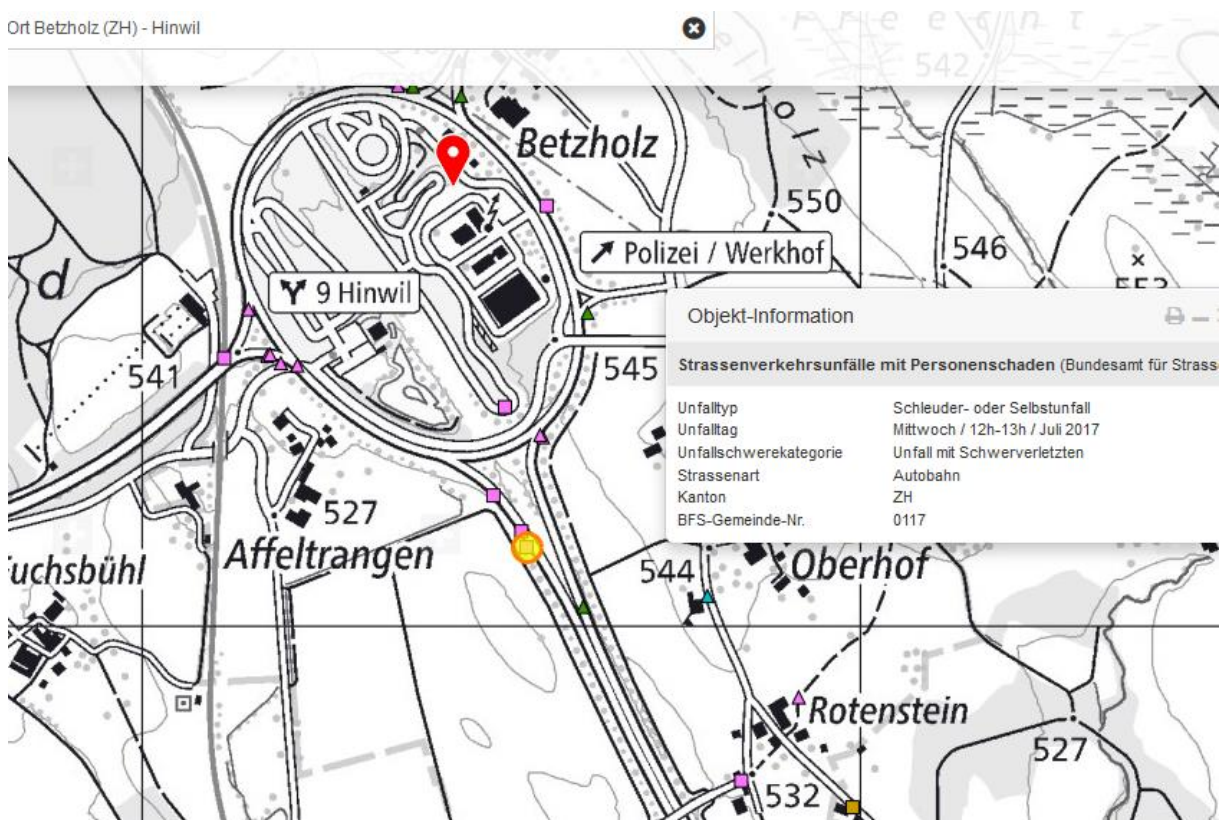 Ort Betzholz (ZH) - Hinwil
542
Betzholz
550
Polizei / Werkhof
546
d
9 Hinwil
553
Objekt-Information
545
541
Strassenverkehrsunfälle mit Personenschaden (Bundesamt für Strass
Unfalltyp Schleuder- oder Selbstunfall
Unfalltag Mittwoch / 12h-13h / Juli 2017
Unfallschwerekategorie Unfall mit Schwerverletzten
Strassenart Autobahn
Kanton ZH
BFS-Gemeinde-Nr. 0117
527
Affeltrangen
544
Oberhof
uchsbühl
Rotenstein
527
532